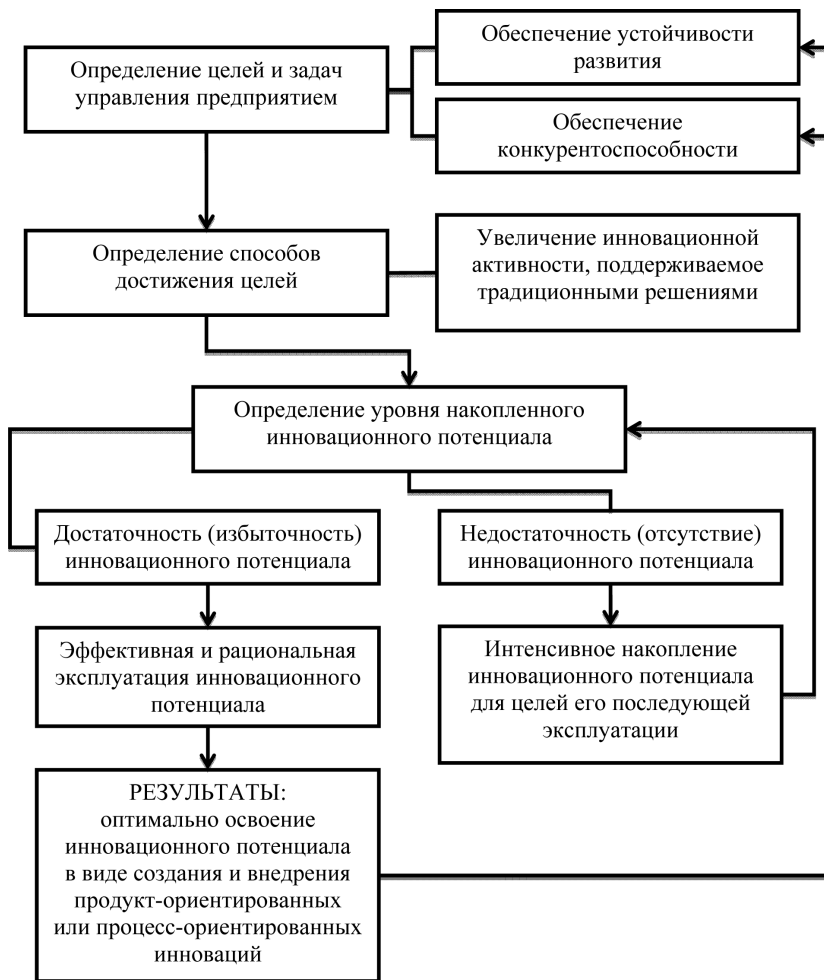 Определение целей и задач
управления предприятием
Обеспечение устойчивости
развития
Обеспечение
конкурентоспособности
Определение способов
достижения целей
Увеличение инновационной
активности, поддерживаемое
традиционными решениями
Определение уровня накопленного
инновационного потенциала
Достаточность (избыточность)
инновационного потенциала
Недостаточность (отсутствие)
инновационного потенциала
Эффективная и рациональная
эксплуатация инновационного
потенциала
Интенсивное накопление
инновационного потенциала
для целей его последующей
эксплуатации
РЕЗУЛЬТАТЫ:
оптимально освоение
инновационного потенциала
в виде создания и внедрения
продукт-ориентированных
или процесс-ориентированных
инноваций